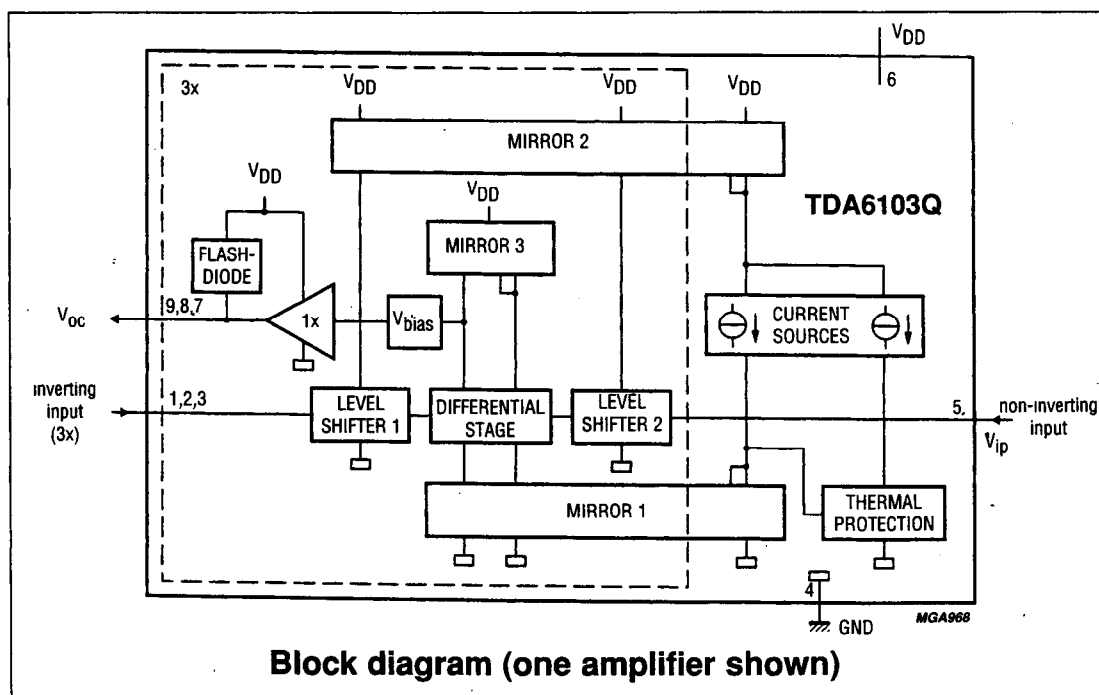 VDD
6
3x
VDD
VDD
VDD
MIRROR 2
TDA6103Q
VDD
VDD
MIRROR 3
FLASH-
DIODE
9,8,7
Voc
1x
Vbias
CURRENT
SOURCES
inverting
input
(3x)
1,2,3
LEVEL
SHIFTER 1
DIFFERENTIAL
STAGE
LEVEL
SHIFTER 2
5.
non-inverting
input
Vip
MIRROR 1
THERMAL
PROTECTION
4
GND
MGA968
Block diagram (one amplifier shown)